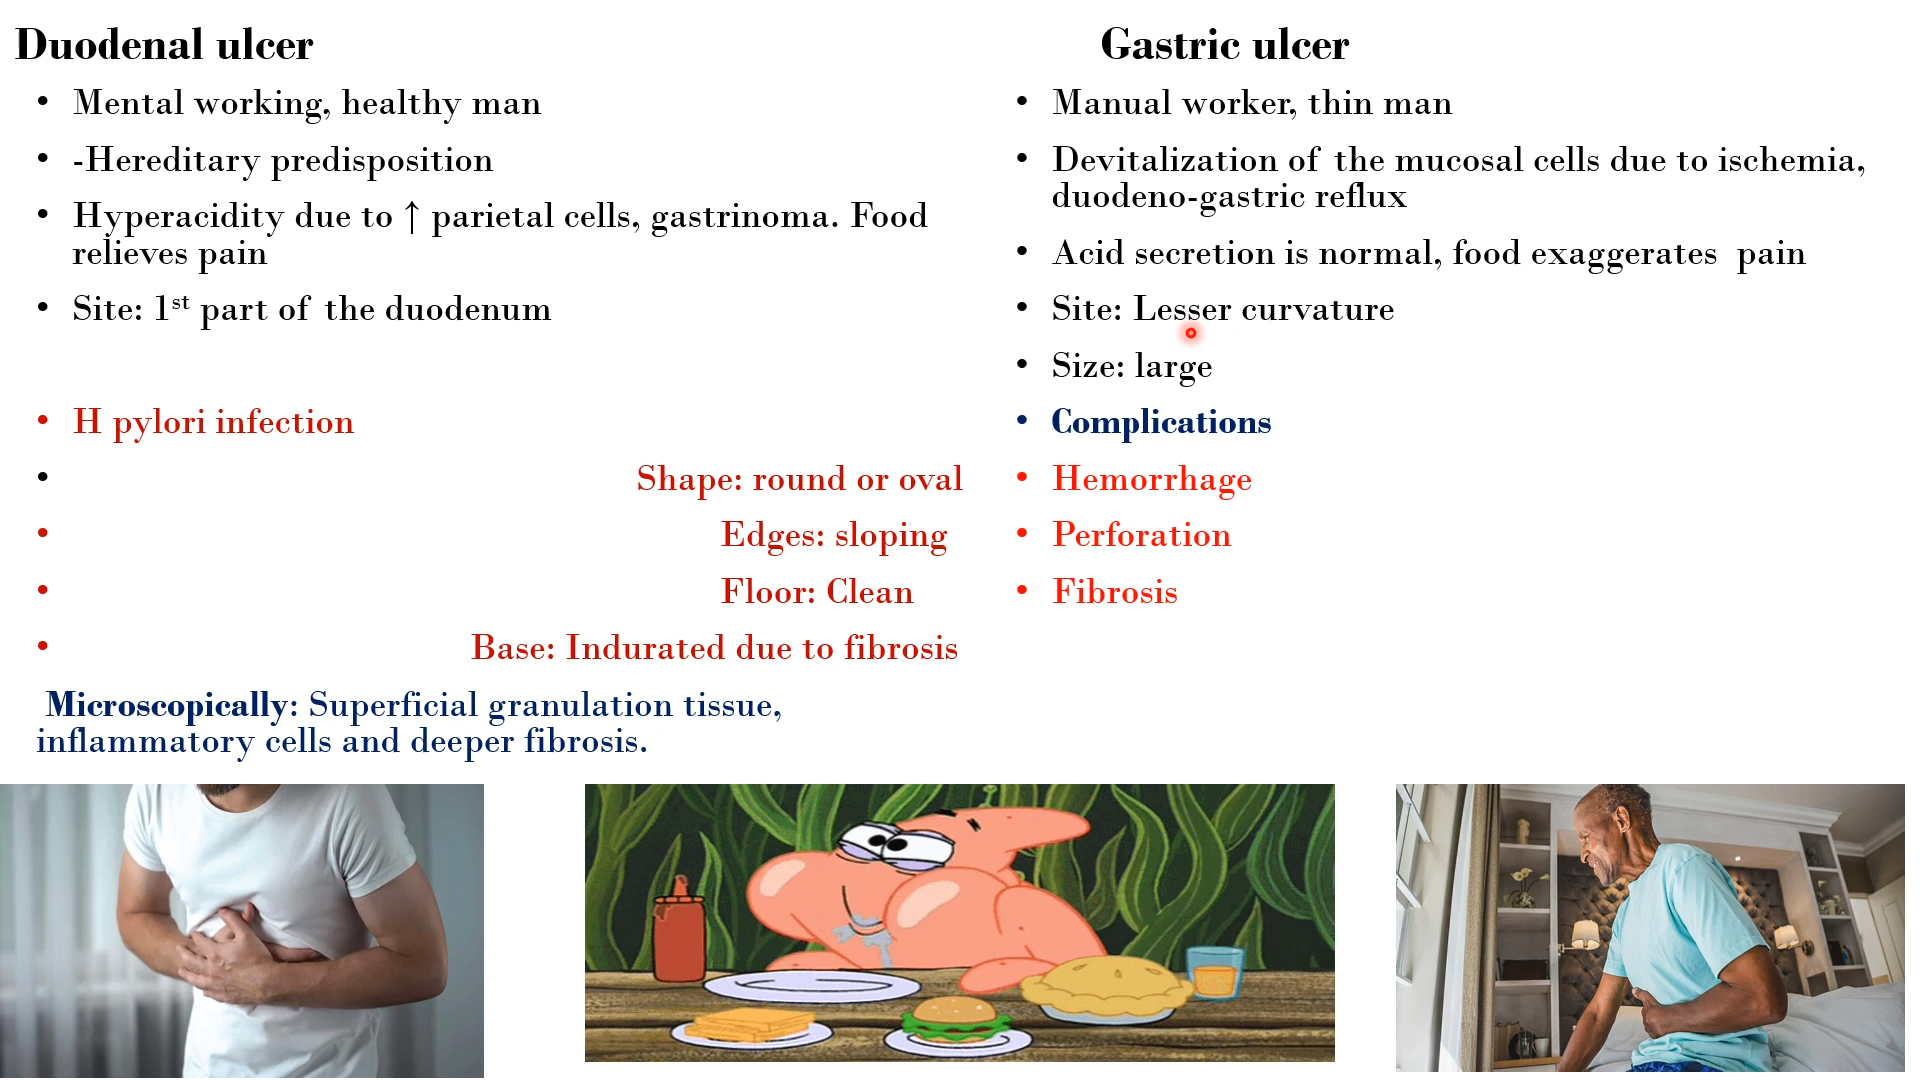 Duodenal ulcer
• Mental working, healthy man
• -Hereditary predisposition
• Hyperacidity due to ↑ parietal cells, gastrinoma. Food
relieves pain
• Site: 1st part of the duodenum
• H pylori infection
• Shape: round or oval
• Edges: sloping
• Floor: Clean
• Base: Indurated due to fibrosis
Microscopically: Superficial granulation tissue,
inflammatory cells and deeper fibrosis.
Gastric ulcer
• Manual worker, thin man
• Devitalization of the mucosal cells due to ischemia,
duodeno-gastric reflux
• Acid secretion is normal, food exaggerates pain
• Site: Lesser curvature
• Size: large
• Complications
• Hemorrhage
• Perforation
• Fibrosis